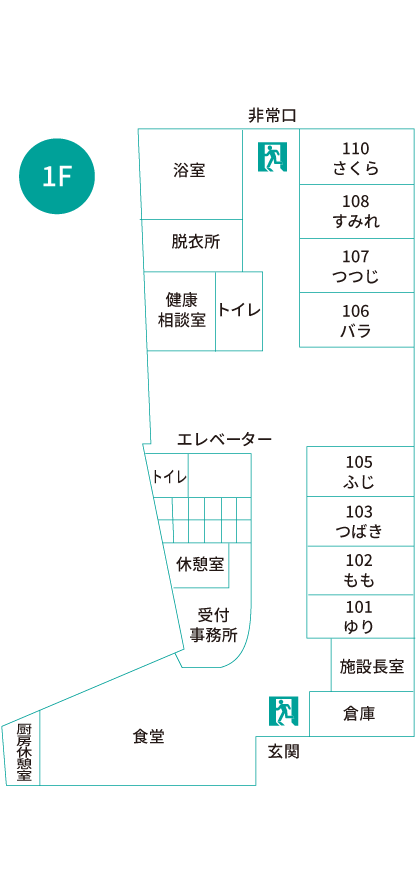 非常口
1F
浴室
110
さくら
108
すみれ
脱衣所
107
つつじ
健康
相談室
トイレ
106
バラ
エレベーター
トイレ
105
ふじ
103
つばき
休憩室
102
もも
受付
事務所
101
ゆり
施設長室
倉庫
食堂
厨房休憩室
玄関